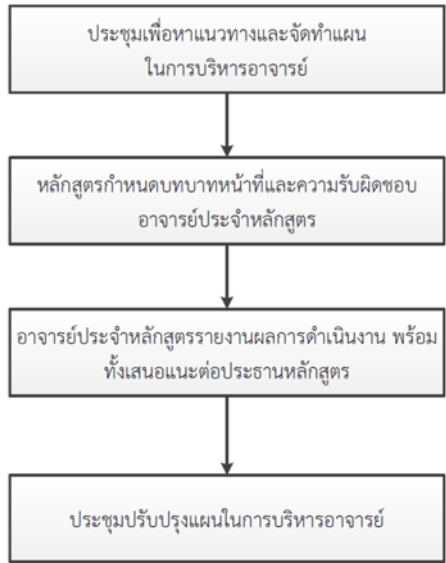 ประชุมเพื่อหาแนวทางและจัดทำแผน
ในการบริหารอาจารย์
หลักสูตรกำหนดบทบาทหน้าที่และความรับผิดชอบ
อาจารย์ประจำหลักสูตร
อาจารย์ประจำหลักสูตรรายงานผลการดำเนินงาน พร้อม
ทั้งเสนอแนะต่อประธานหลักสูตร
ประชุมปรับปรุงแผนในการบริหารอาจารย์